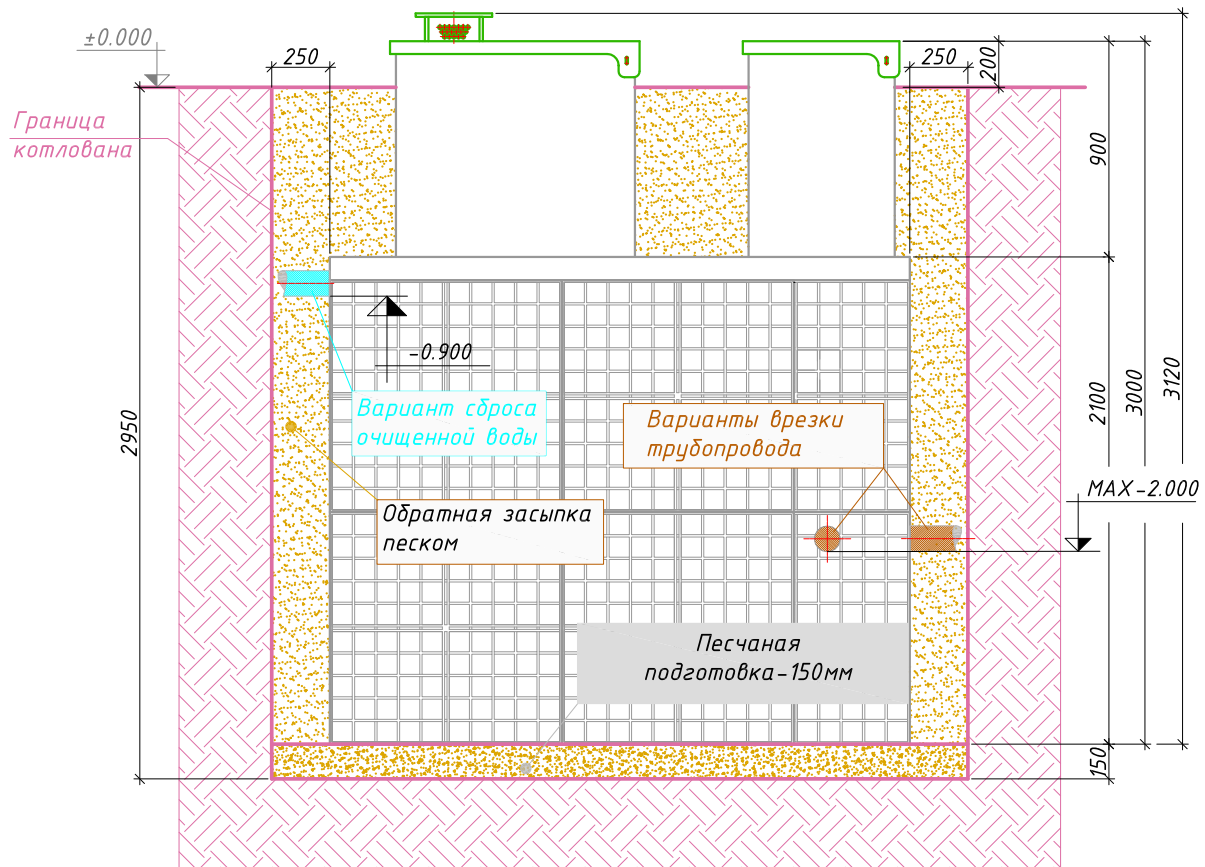 ±0.000
250
250
200
Граница
котлована
900
3120
3000
2100
2950
-0.900
Вариант сброса
очищенной воды
Варианты врезки
трубопровода
MAX-2.000
Обратная засыпка
песком
Песчаная
подготовка-150мм
150